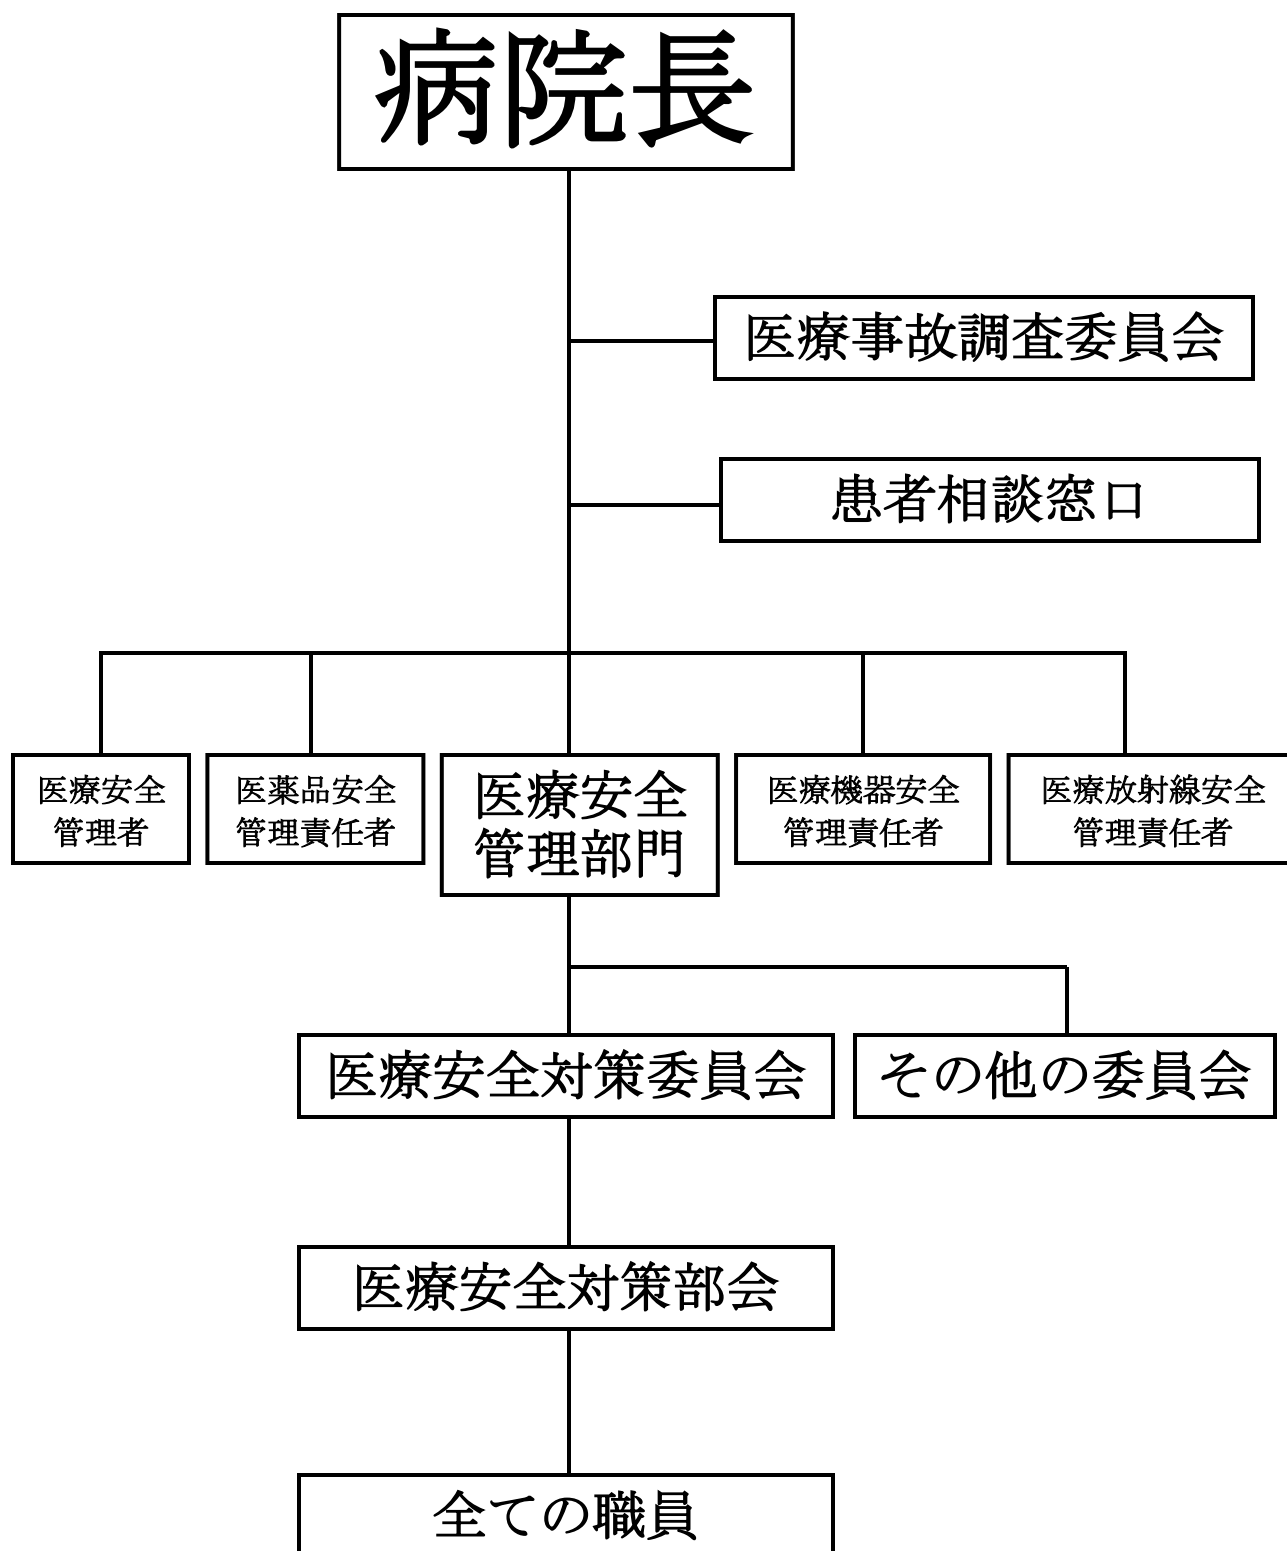 病院長
医療事故調査委員会
患者相談窓口
医療安全
管理者
医薬品安全
管理責任者
医療安全
管理部門
医療機器安全
管理責任者
医療放射線安全
管理責任者
医療安全対策委員会
その他の委員会
医療安全対策部会
全ての職員